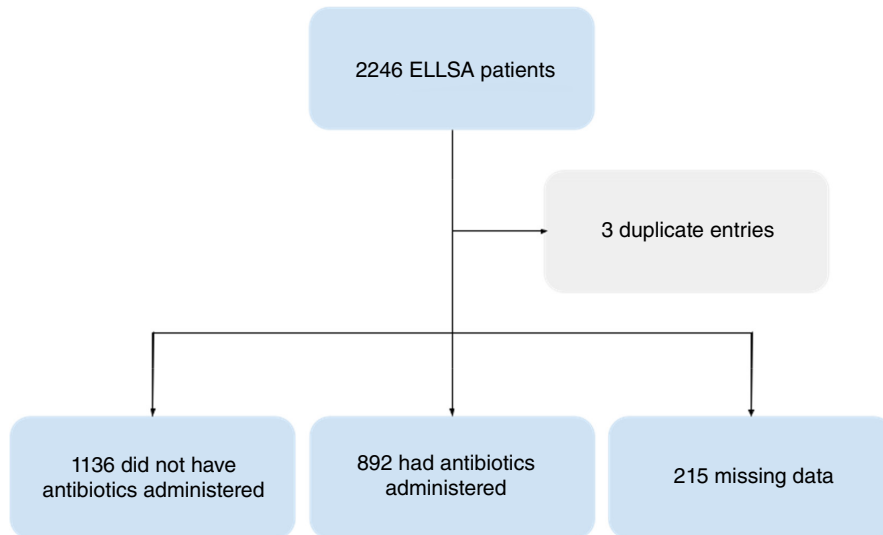 2246 ELLSA patients
3 duplicate entries
1136 did not have
antibiotics administered
892 had antibiotics
administered
215 missing data